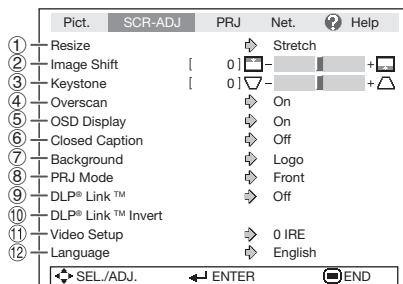 Pict. SCR-ADJ PRJ Net. ? Help
① Resize Stretch
② Image Shift [ 0 ] − +
③ Keystone [ 0 ] − +
④ Overscan On
⑤ OSD Display On
⑥ Closed Caption Off
⑦ Background Logo
⑧ PRJ Mode Front
⑨ DLP® Link ™ Off
⑩ DLP® Link ™ Invert
⑪ Video Setup 0 IRE
⑫ Language English
SEL./ADJ. ENTER END